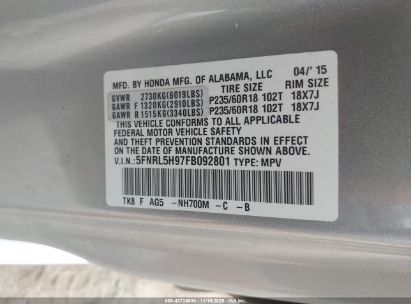 MFD. BY HONDA MFG. OF ALABAMA, LLC 04/'15
TIRE SIZE RIM SIZE
GVWR 2730KG(6019LBS)
GAWR F 1320KG(2910LBS) P235/60R18 102T 18X7J
GAWR R 1515KG(3340LBS) P235/60R18 102T 18X7J
THIS VEHICLE CONFORMS TO ALL APPLICABLE
FEDERAL MOTOR VEHICLE SAFETY
AND THEFT PREVENTION STANDARDS IN EFFECT ON
THE DATE OF MANUFACTURE SHOWN ABOVE.
V.I.N.:5FNRL5H97FB092801 TYPE: MPV
TK8 F AG5 -NH700M -C -B